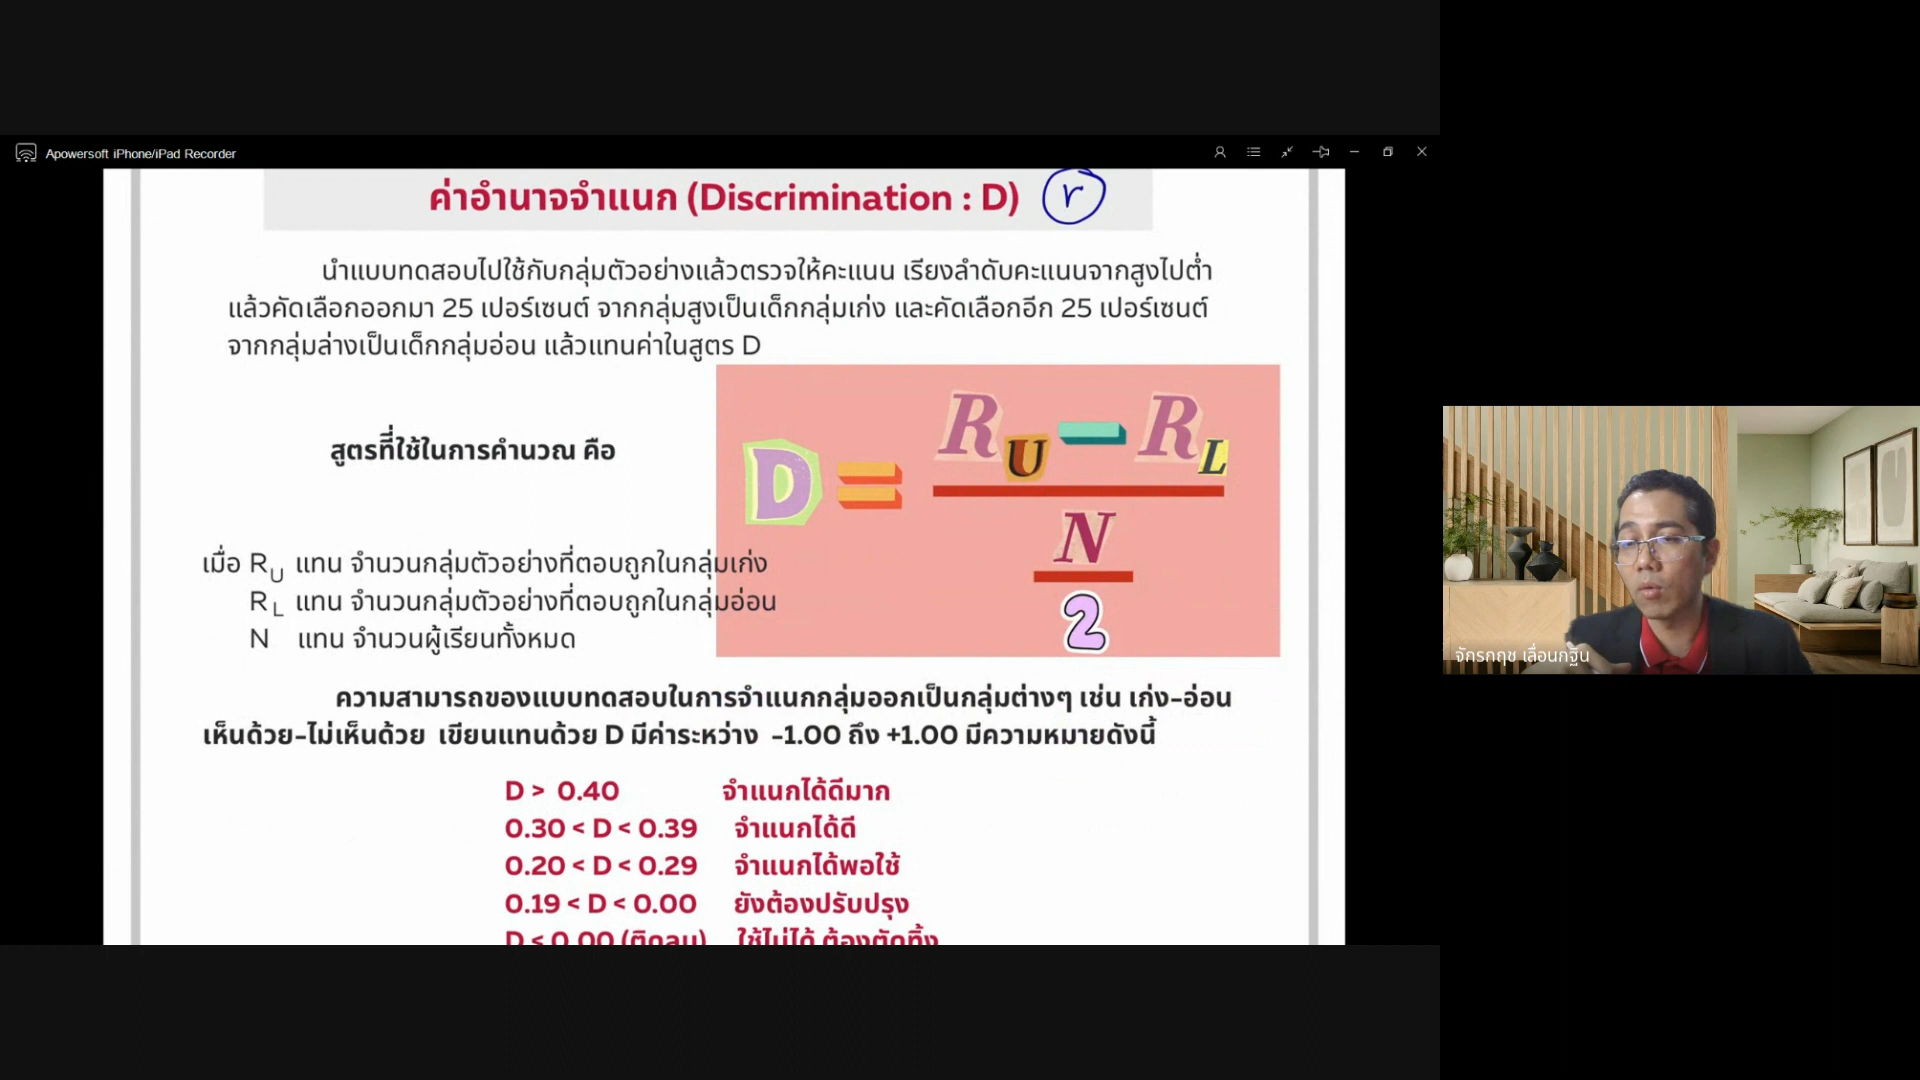 Apowersoft iPhone/iPad Recorder
ค่าอำนาจจำแนก (Discrimination : D) r
นำแบบทดสอบไปใช้กับกลุ่มตัวอย่างแล้วตรวจให้คะแนน เรียงลำดับคะแนนจากสูงไปต่ำ
แล้วคัดเลือกออกมา 25 เปอร์เซนต์ จากกลุ่มสูงเป็นเด็กกลุ่มเก่ง และคัดเลือกอีก 25 เปอร์เซนต์
จากกลุ่มล่างเป็นเด็กกลุ่มอ่อน แล้วแทนค่าในสูตร D
สูตรที่ใช้ในการคำนวณ คือ
D = R U − R L
N
2
เมื่อ R U แทน จำนวนกลุ่มตัวอย่างที่ตอบถูกในกลุ่มเก่ง
R L แทน จำนวนกลุ่มตัวอย่างที่ตอบถูกในกลุ่มอ่อน
N แทน จำนวนผู้เรียนทั้งหมด
ความสามารถของแบบทดสอบในการจำแนกกลุ่มออกเป็นกลุ่มต่างๆ เช่น เก่ง-อ่อน
เห็นด้วย-ไม่เห็นด้วย เขียนแทนด้วย D มีค่าระหว่าง -1.00 ถึง +1.00 มีความหมายดังนี้
D > 0.40 จำแนกได้ดีมาก
0.30 < D < 0.39 จำแนกได้ดี
0.20 < D < 0.29 จำแนกได้พอใช้
0.19 < D < 0.00 ยังต้องปรับปรุง
D < 0.00 (ติดลบ) ใช้ไม่ได้ ต้องตัดทิ้ง
จักรกฤช เลื่อนกฐิน